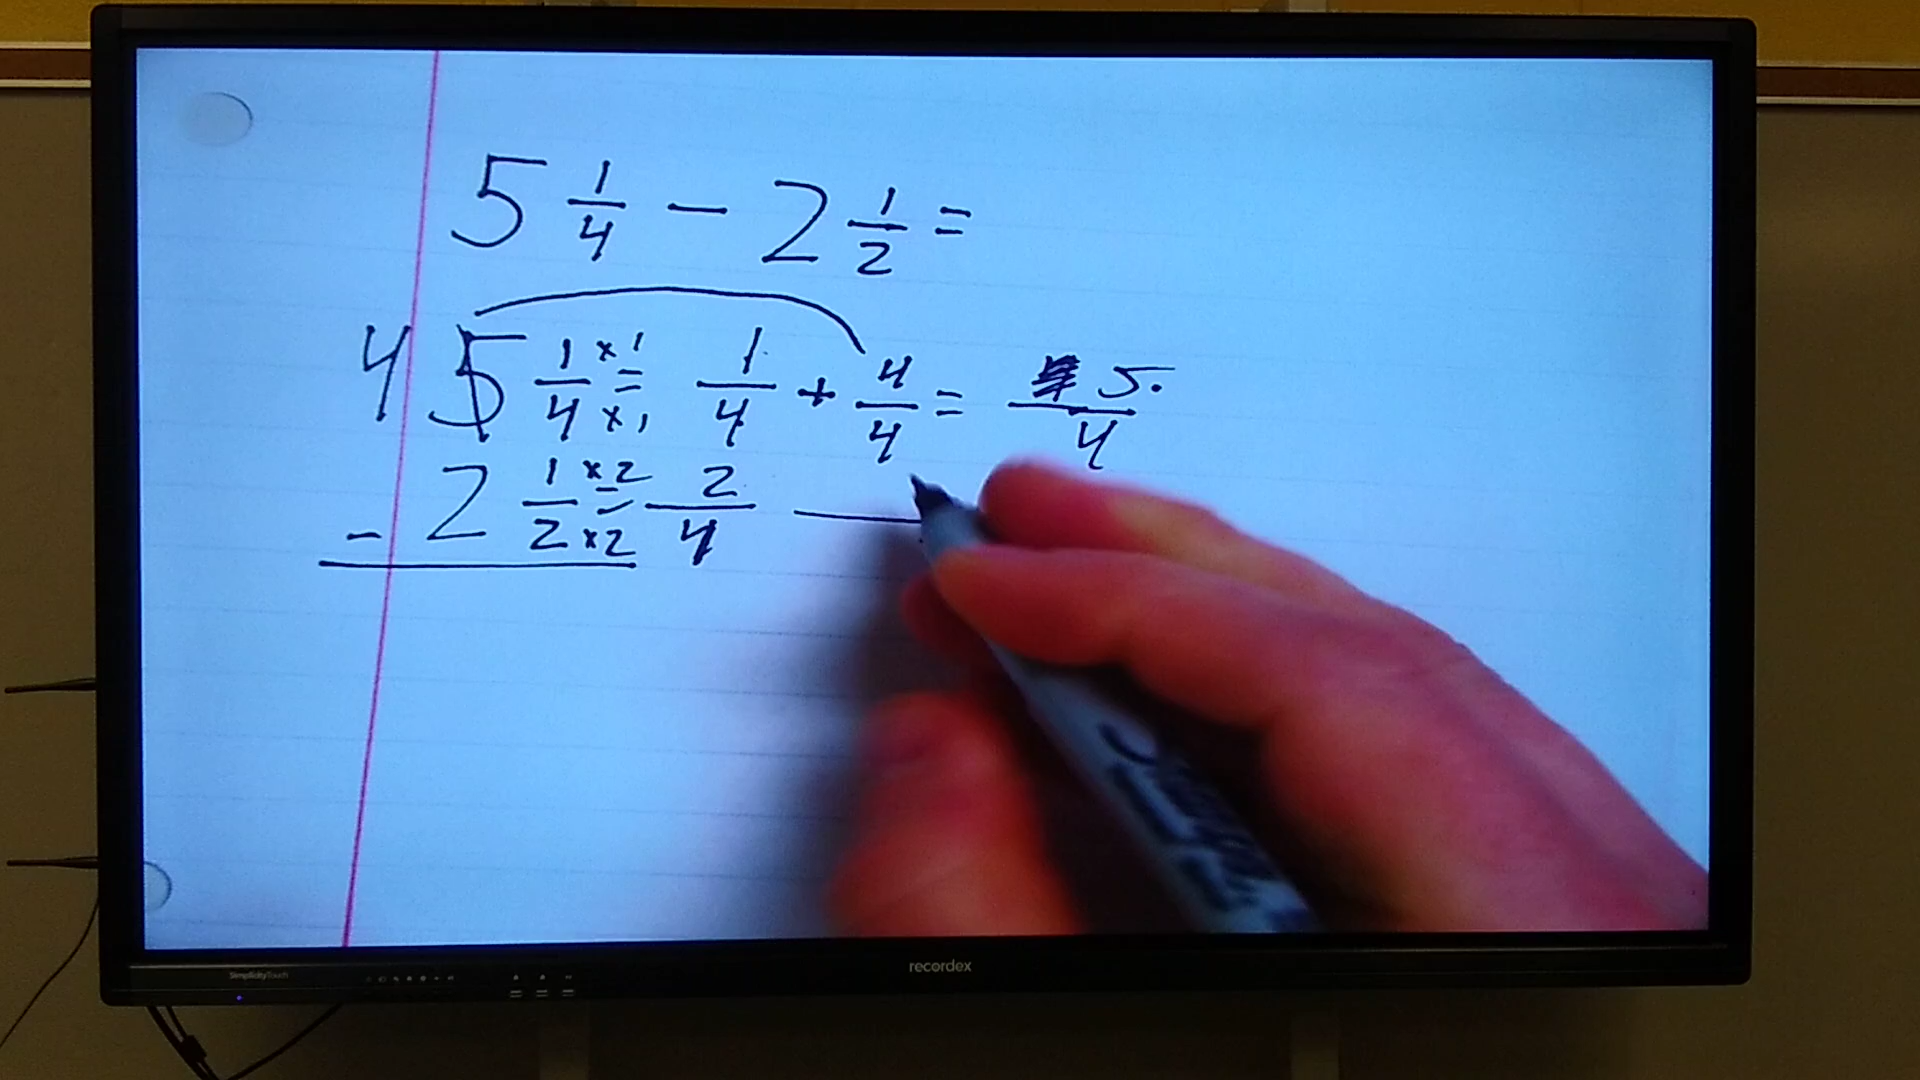 5 1/4 - 2 1/2 =
4 5 1/4 ×1 = ×1 1/4 + 4/4 = 5/4
- 2 1/2 ×2 = ×2 2/4
SimplicityTouch
recordex